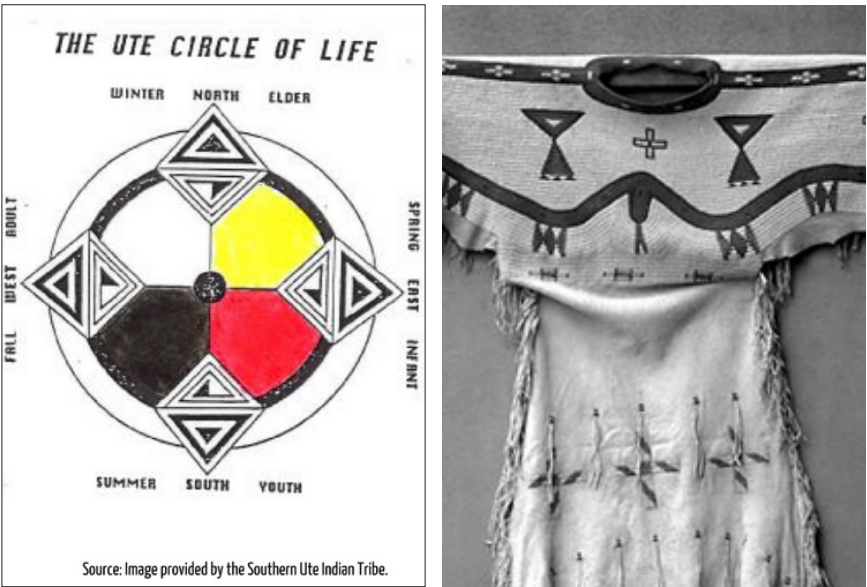 THE UTE CIRCLE OF LIFE
WINTER NORTH ELDER
FALL WEST ADULT
SPRING EAST INFANT
SUMMER SOUTH YOUTH
Source: Image provided by the Southern Ute Indian Tribe.